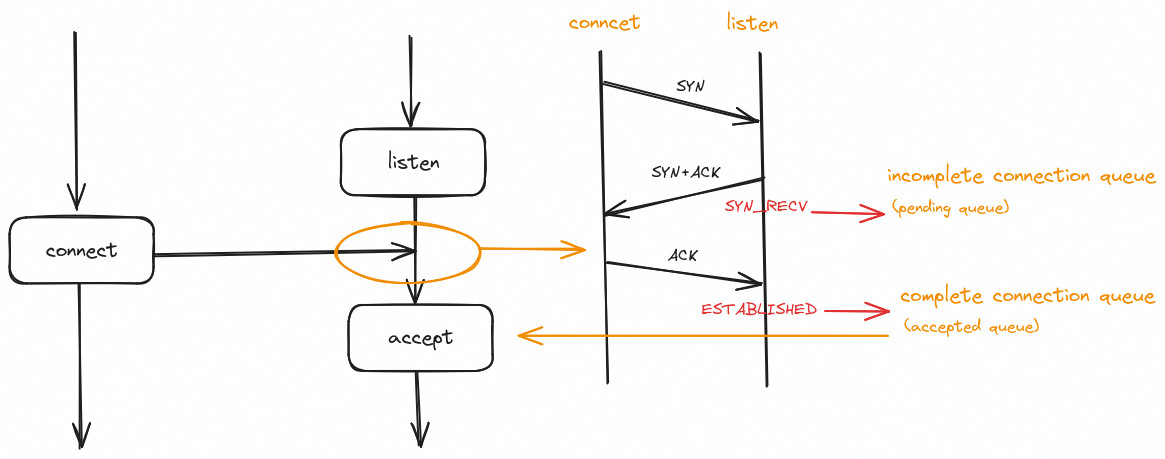 conncet
listen
SYN
listen
SYN+ACK
incomplete connection queue
SYN_RECV
(pending queue)
connect
ACK
complete connection queue
ESTABLISHED
(accepted queue)
accept